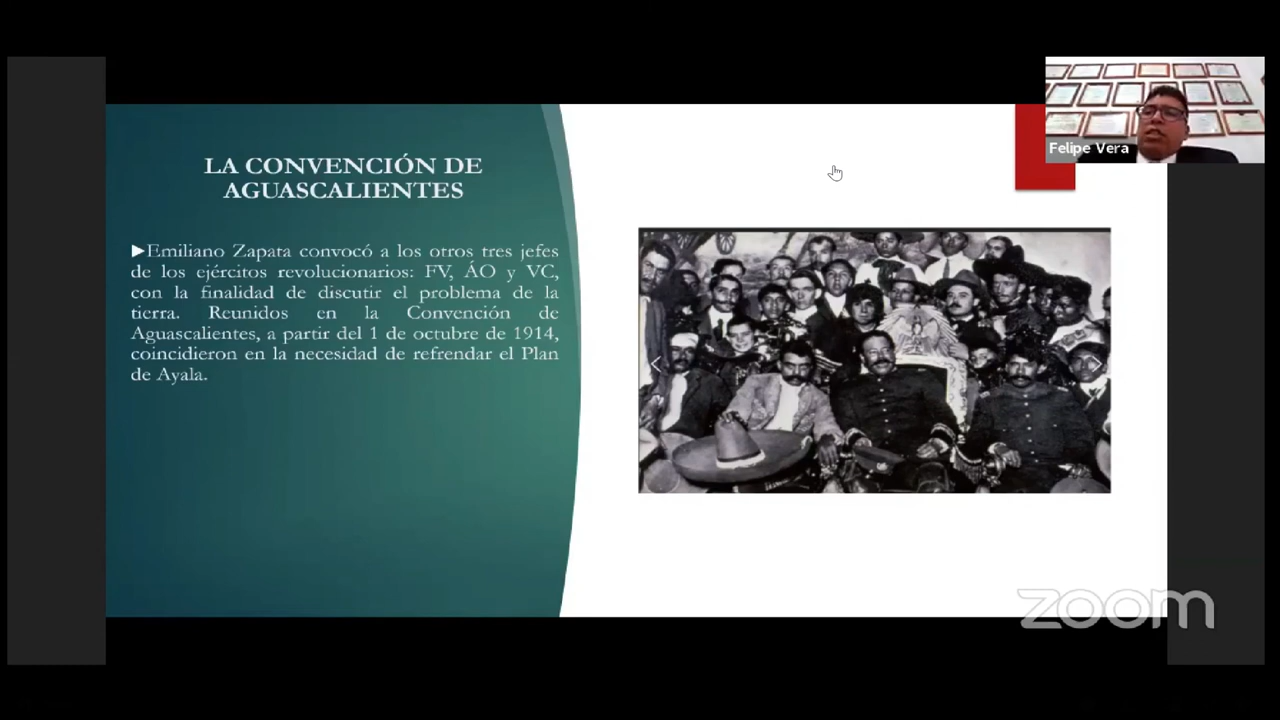 LA CONVENCIÓN DE
AGUASCALIENTES
►Emiliano Zapata convocó a los otros tres jefes
de los ejércitos revolucionarios: FV, ÁO y VC,
con la finalidad de discutir el problema de la
tierra. Reunidos en la Convención de
Aguascalientes, a partir del 1 de octubre de 1914,
coincidieron en la necesidad de refrendar el Plan
de Ayala.
Felipe Vera
zoom